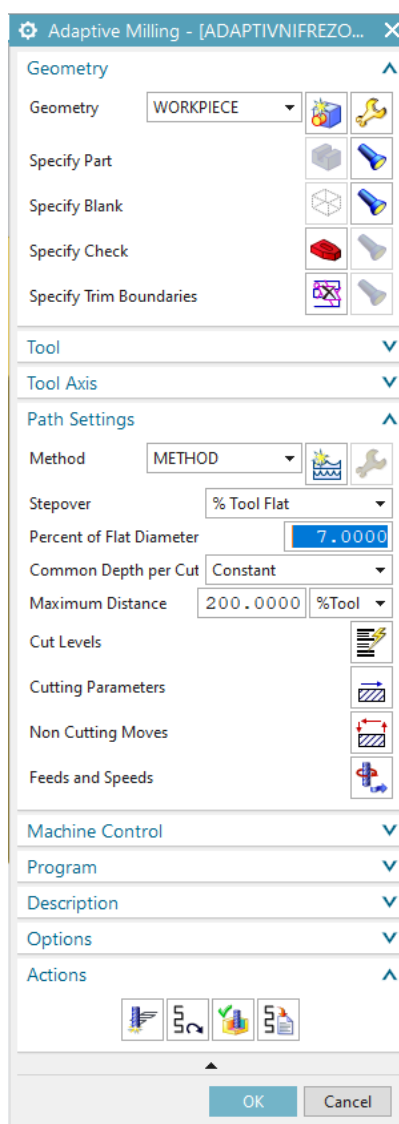 Adaptive Milling - [ADAPTIVNIFREZO...
Geometry
Geometry WORKPIECE
Specify Part
Specify Blank
Specify Check
Specify Trim Boundaries
Tool
Tool Axis
Path Settings
Method METHOD
Stepover % Tool Flat
Percent of Flat Diameter 7.0000
Common Depth per Cut Constant
Maximum Distance 200.0000 %Tool
Cut Levels
Cutting Parameters
Non Cutting Moves
Feeds and Speeds
Machine Control
Program
Description
Options
Actions
OK Cancel